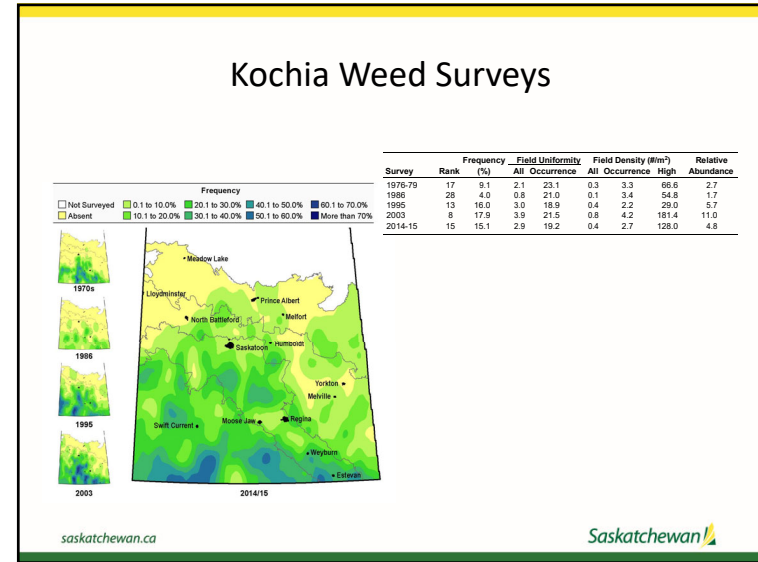 Kochia Weed Surveys
Frequency Field Uniformity Field Density (#/m²) Relative
Survey Rank (%) All Occurrence All Occurrence High Abundance
1976-79 17 9.1 2.1 23.1 0.3 3.3 66.6 2.7
1986 28 4.0 0.8 21.0 0.1 3.4 54.8 1.7
1995 13 16.0 3.0 18.9 0.4 2.2 29.0 5.7
2003 8 17.9 3.9 21.5 0.8 4.2 181.4 11.0
2014-15 15 15.1 2.9 19.2 0.4 2.7 128.0 4.8
Frequency
Not Surveyed 0.1 to 10.0% 20.1 to 30.0% 40.1 to 50.0% 60.1 to 70.0%
Absent 10.1 to 20.0% 30.1 to 40.0% 50.1 to 60.0% More than 70%
1970s
1986
1995
2003
Meadow Lake
Lloydminster
Prince Albert
North Battleford
Melfort
Saskatoon
Humboldt
Yorkton
Melville
Swift Current
Moose Jaw
Regina
Weyburn
Estevan
2014/15
saskatchewan.ca
Saskatchewan